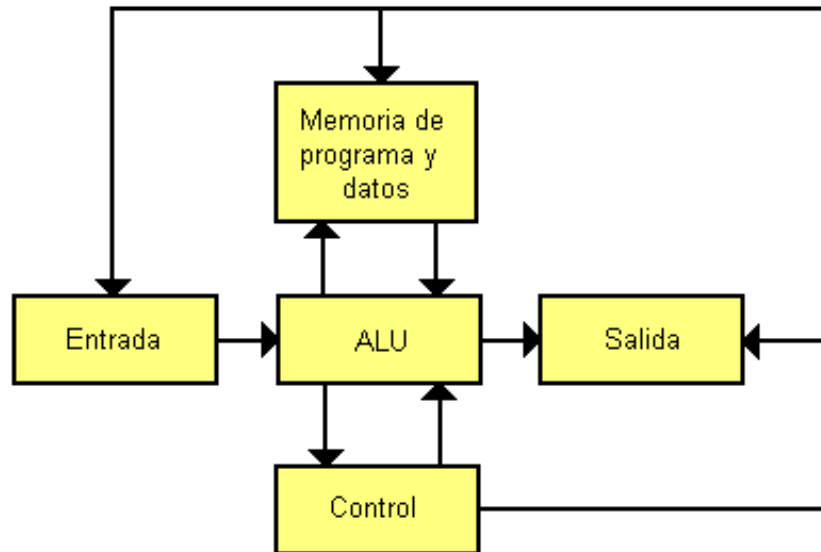 Memoria de
programa y
datos
Entrada
ALU
Salida
Control